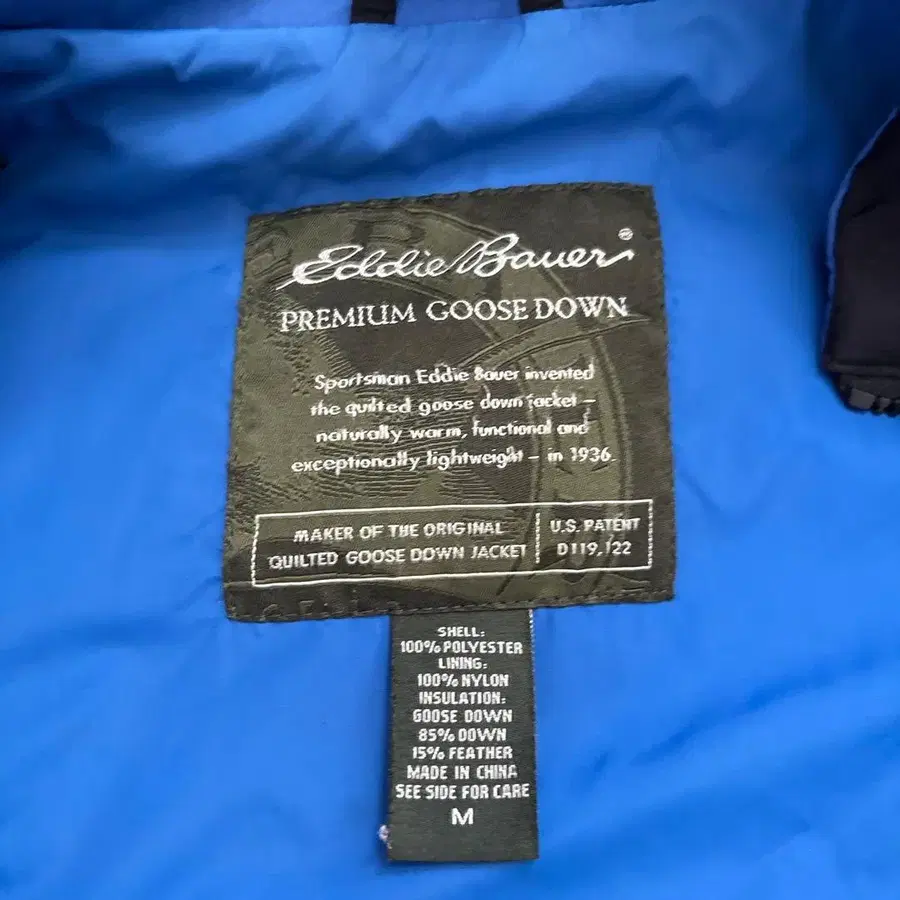 Eddie Bauer®
PREMIUM GOOSE DOWN
Sportsman Eddie Bauer invented
the quilted goose down jacket –
naturally warm, functional and
exceptionally lightweight – in 1936.
MAKER OF THE ORIGINAL
QUILTED GOOSE DOWN JACKET
U.S. PATENT
D119,122
SHELL:
100% POLYESTER
LINING:
100% NYLON
INSULATION:
GOOSE DOWN
85% DOWN
15% FEATHER
MADE IN CHINA
SEE SIDE FOR CARE
M